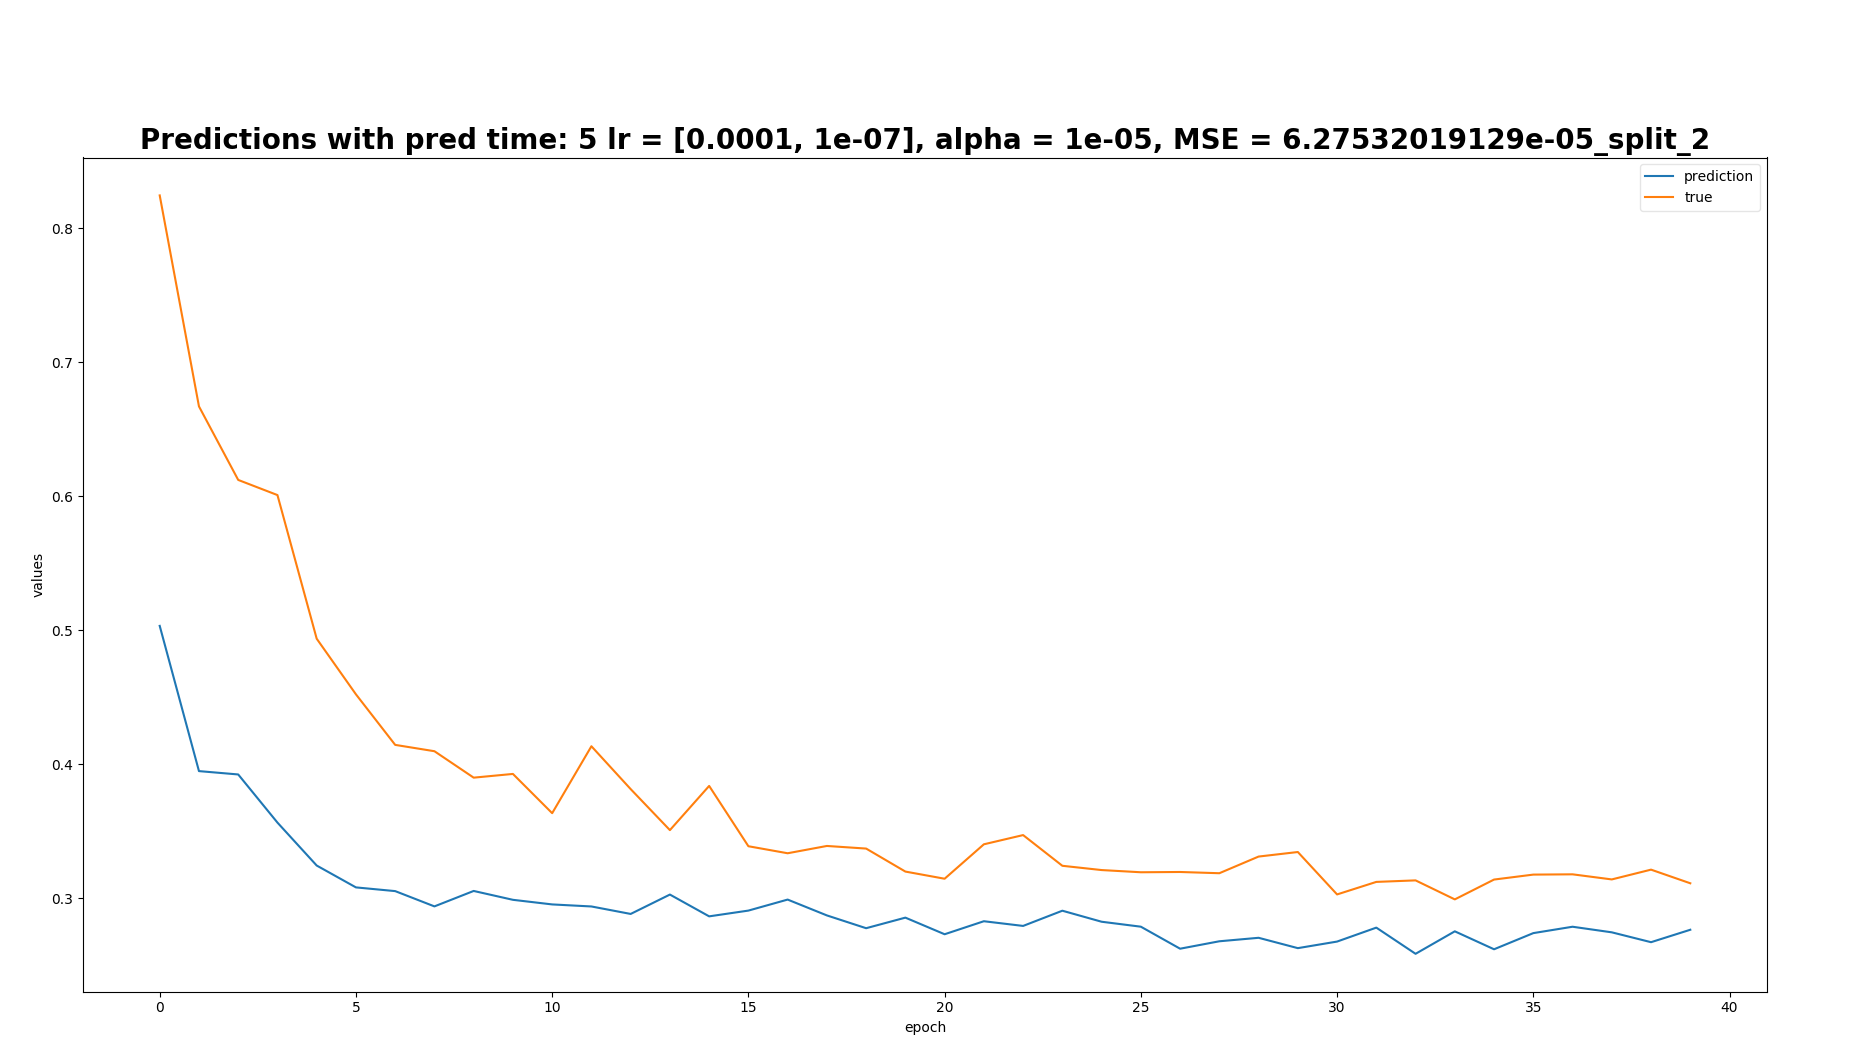 Predictions with pred time: 5 lr = [0.0001, 1e-07], alpha = 1e-05, MSE = 6.27532019129e-05_split_2
prediction
true
0.8
0.7
0.6
0.5
0.4
0.3
values
0 5 10 15 20 25 30 35 40
epoch